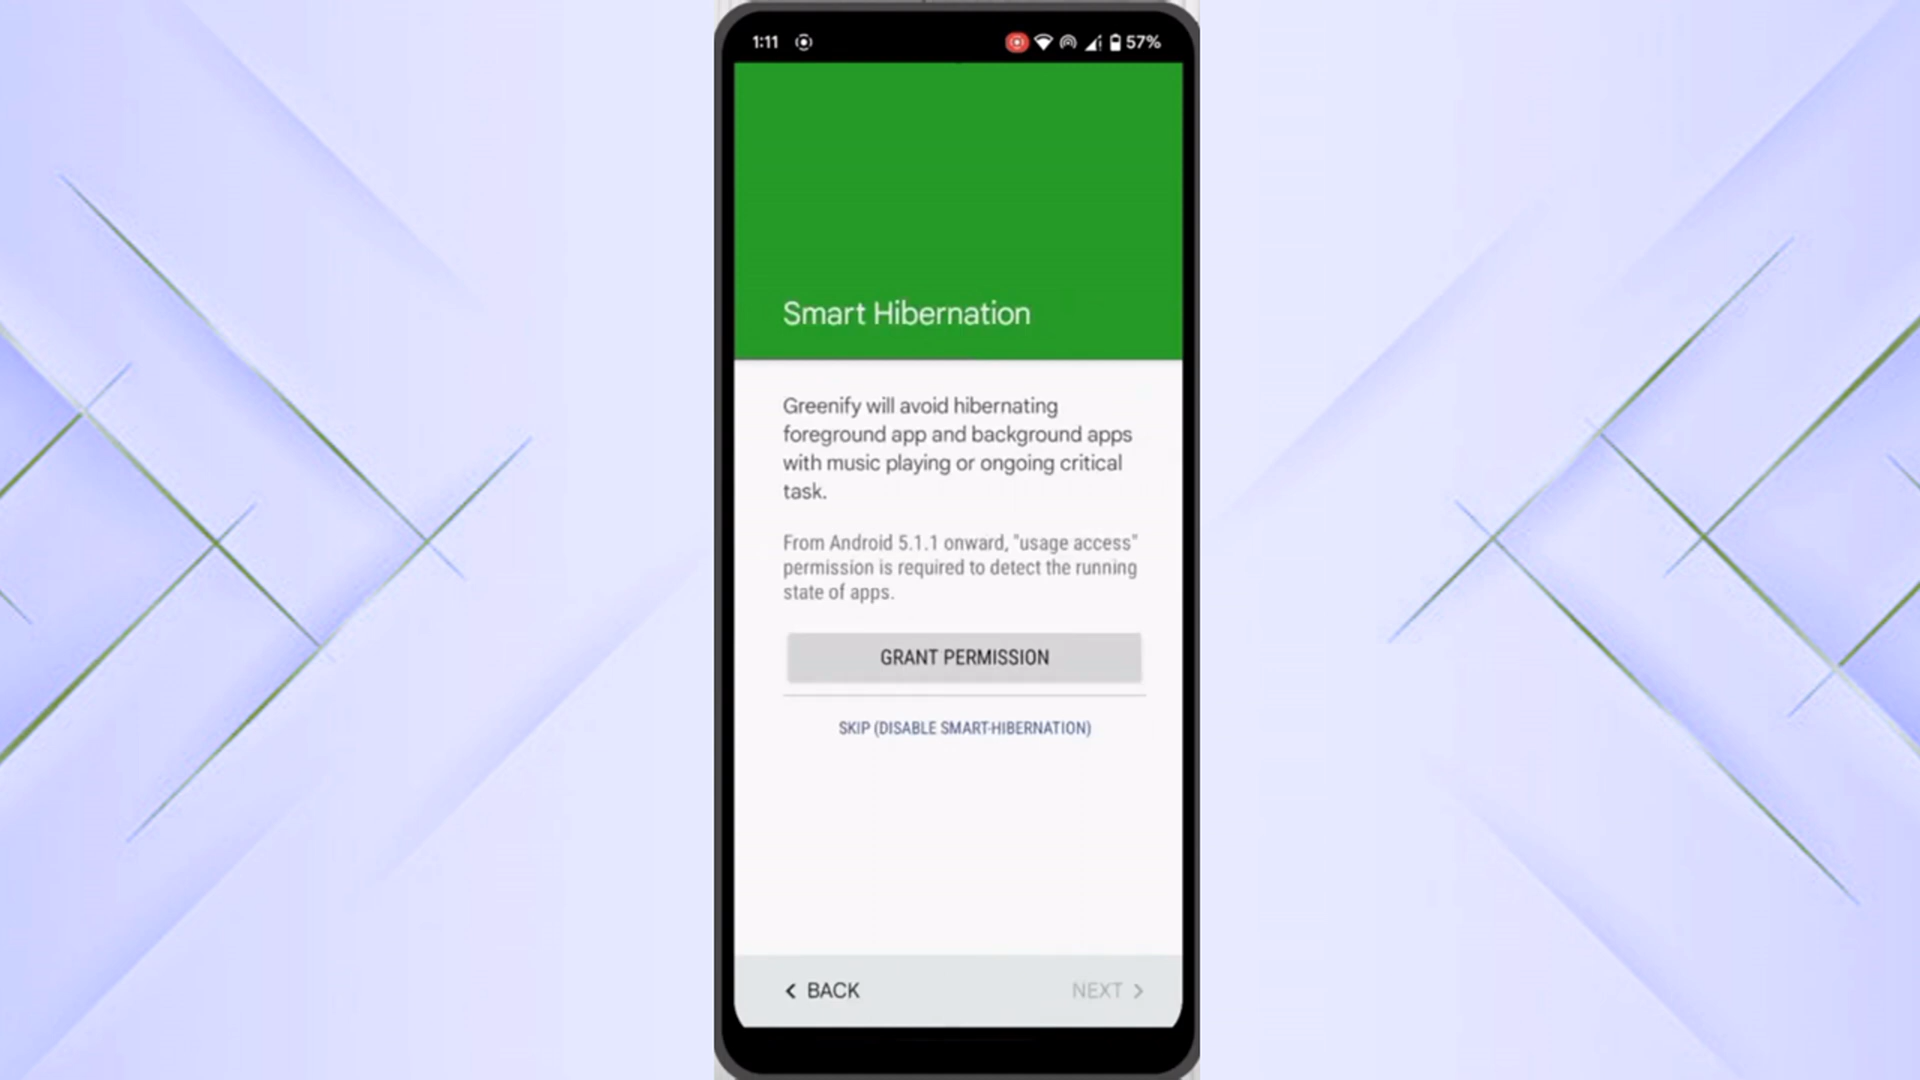 1:11 57%
Smart Hibernation
Greenify will avoid hibernating
foreground app and background apps
with music playing or ongoing critical
task.
From Android 5.1.1 onward, "usage access"
permission is required to detect the running
state of apps.
GRANT PERMISSION
SKIP (DISABLE SMART-HIBERNATION)
BACK NEXT